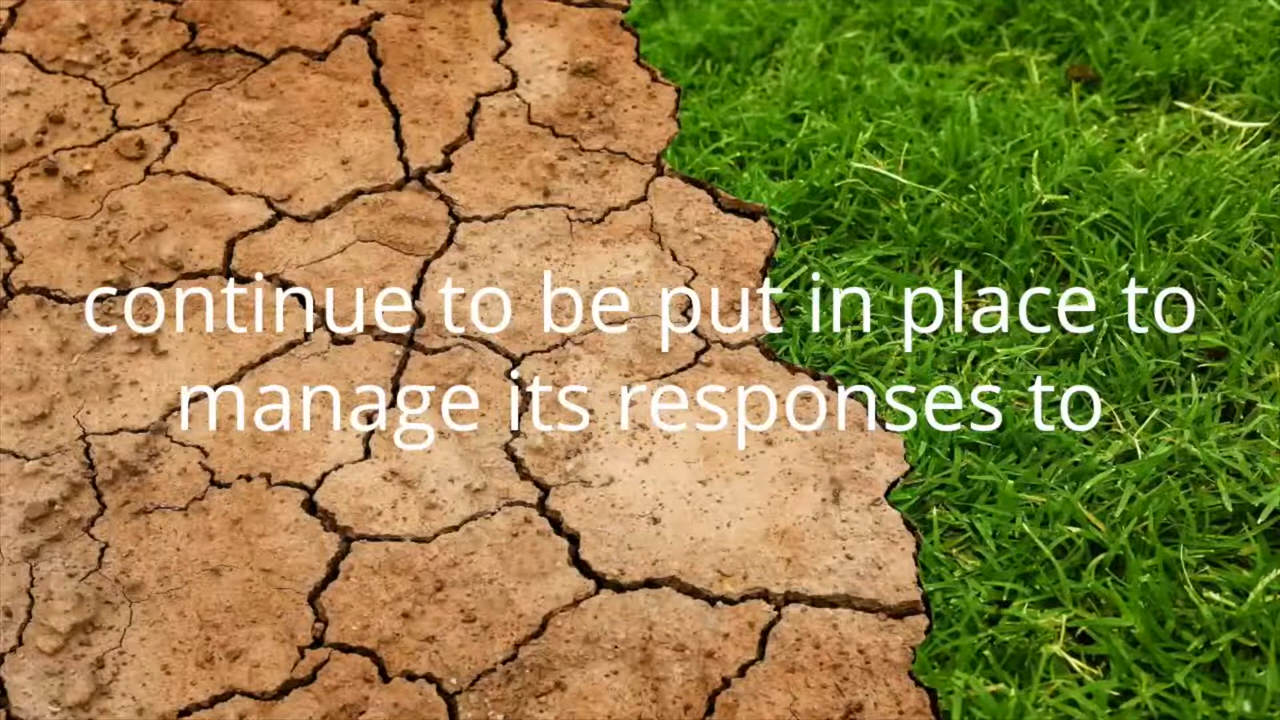 continue to be put in place to
manage its responses to